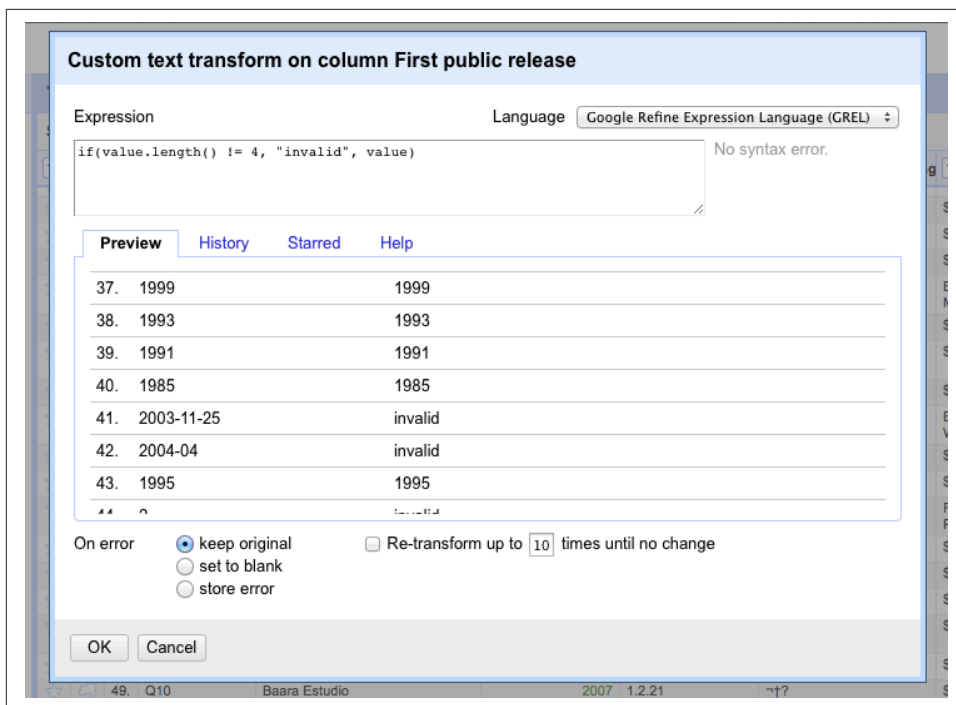 Custom text transform on column First public release
Expression Language Google Refine Expression Language (GREL)
if(value.length() != 4, "invalid", value)
No syntax error.
Preview History Starred Help
37. 1999 1999
38. 1993 1993
39. 1991 1991
40. 1985 1985
41. 2003-11-25 invalid
42. 2004-04 invalid
43. 1995 1995
44. 2 invalid
On error keep original Re-transform up to 10 times until no change
set to blank
store error
OK Cancel
49. Q10 Baara Estudio 2007 1.2.21 ¬†?